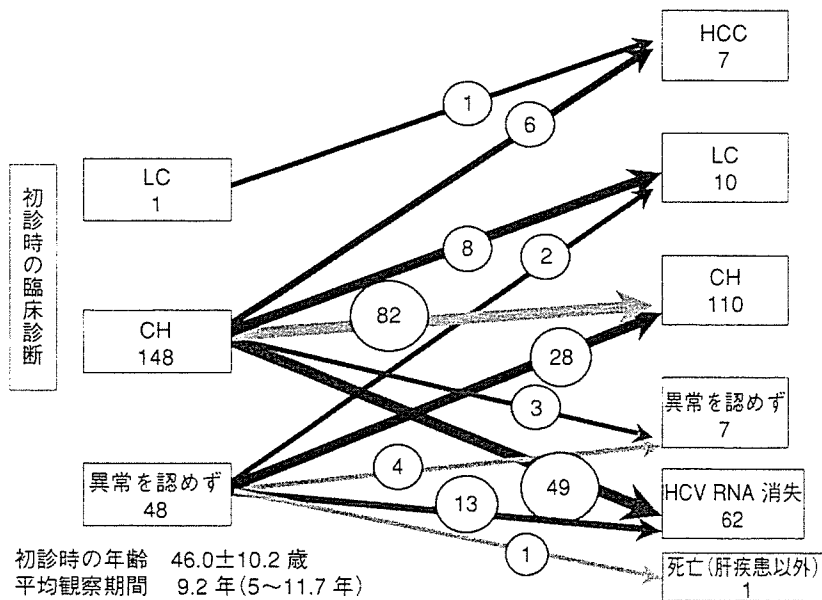 初診時の臨床診断
LC
1
CH
148
異常を認めず
48
1
6
8
2
82
28
3
4
49
13
1
HCC
7
LC
10
CH
110
異常を認めず
7
HCV RNA 消失
62
死亡(肝疾患以外)
1
初診時の年齢 46.0±10.2 歳
平均観察期間 9.2 年(5～11.7 年)